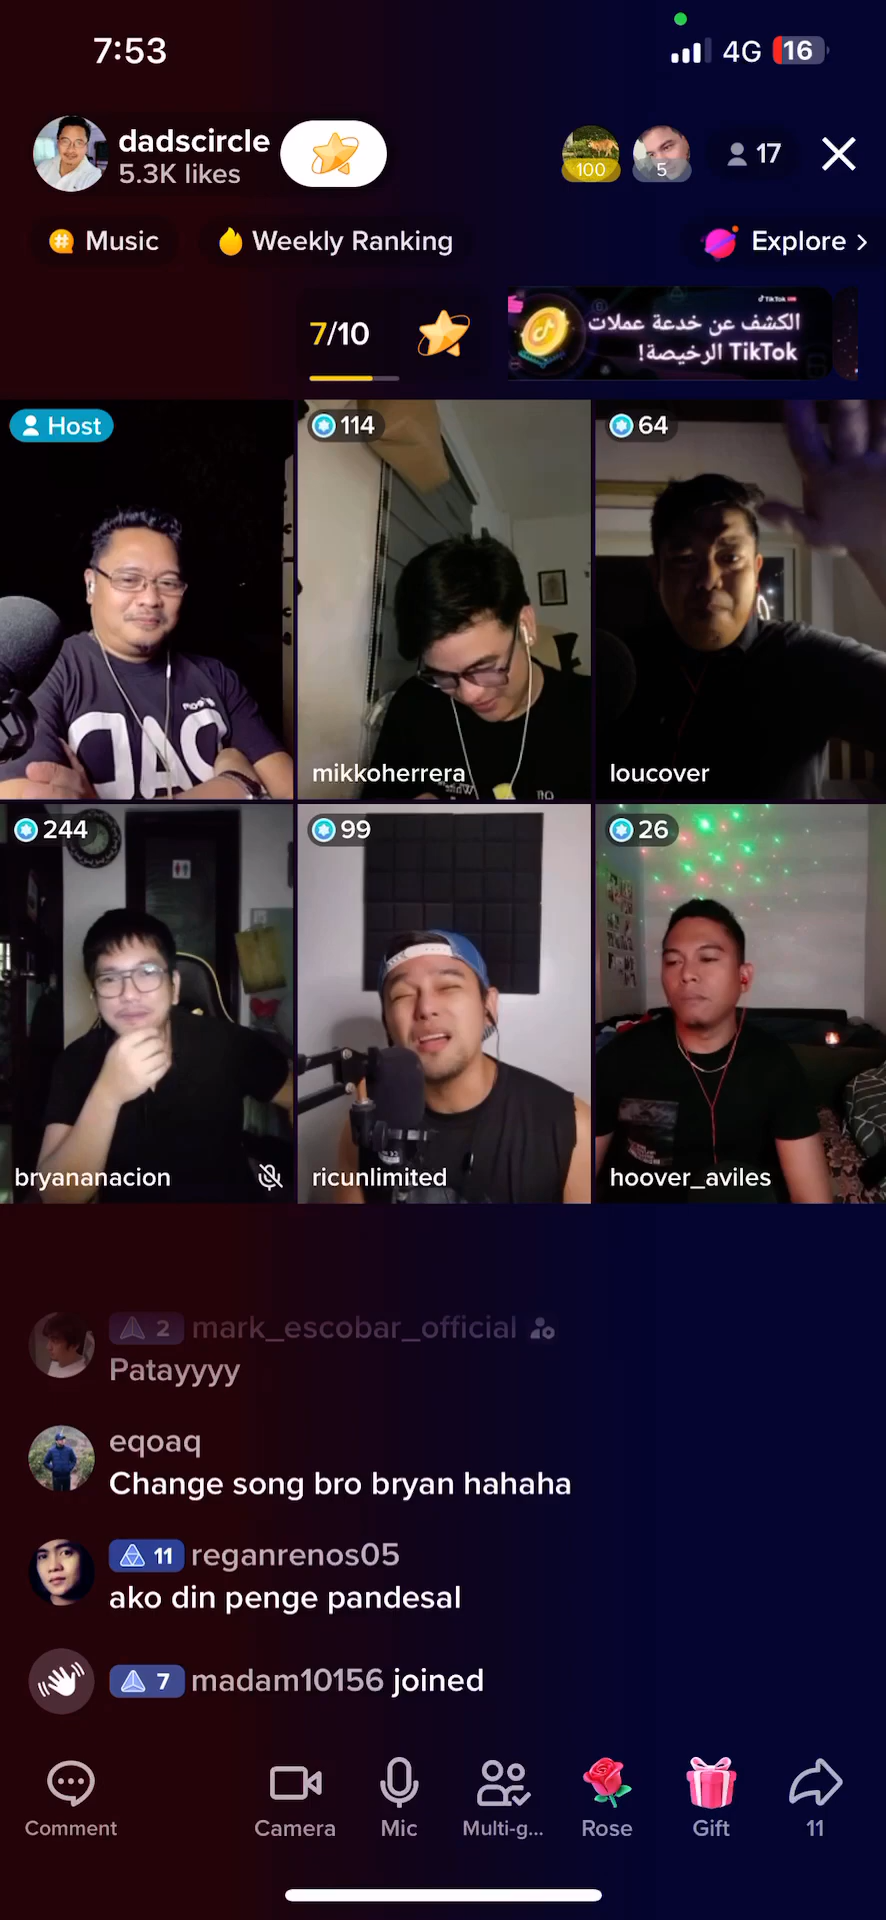 7:53
4G 16
dadscircle
5.3K likes
100
5
17
Music
Weekly Ranking
Explore >
7/10
TikTok LIVE
الكشف عن خدعة عملات
TikTok الرخيصة!
Host
114
64
DAD
mikkoherrera
loucover
244
99
26
bryananacion
ricunlimited
hoover_aviles
2 mark_escobar_official
Patayyyy
eqoaq
Change song bro bryan hahaha
11 reganrenos05
ako din penge pandesal
7 madam10156 joined
Comment
Camera
Mic
Multi-g...
Rose
Gift
11